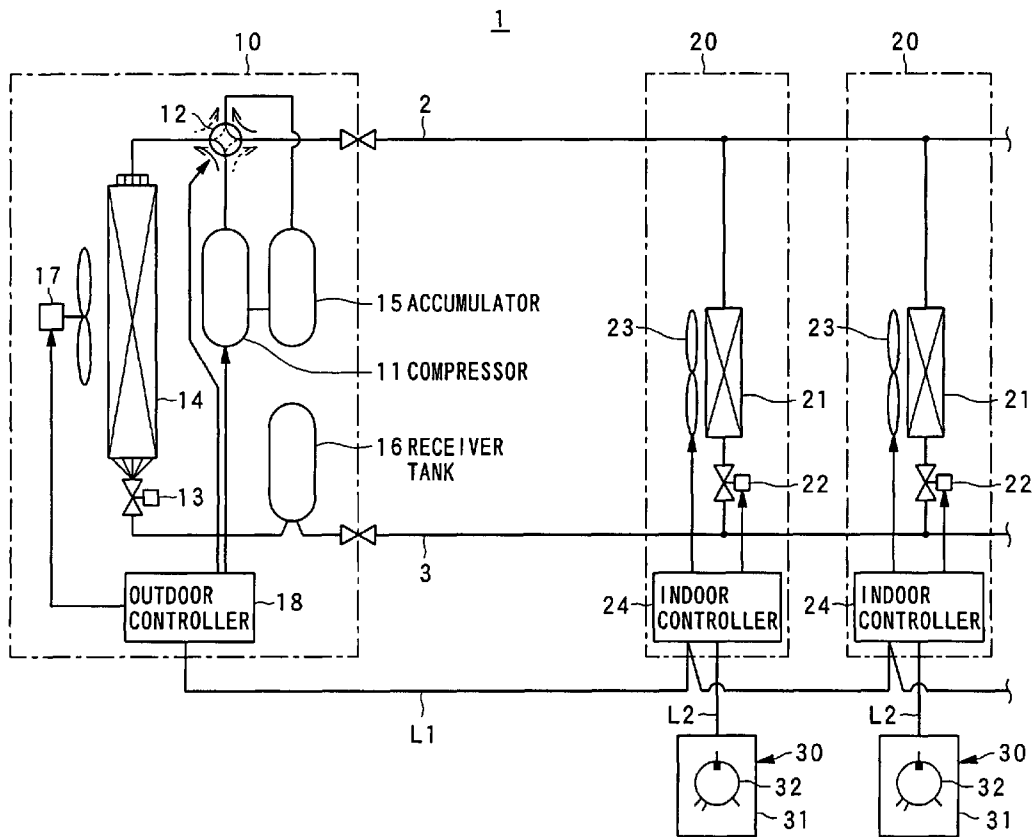 1
10
20
20
12
2
17
15 ACCUMULATOR
23
23
11 COMPRESSOR
14
21
21
16 RECEIVER
TANK
13
22
22
3
OUTDOOR
CONTROLLER
18
24
INDOOR
CONTROLLER
24
INDOOR
CONTROLLER
L1
L2
L2
30
30
32
32
31
31